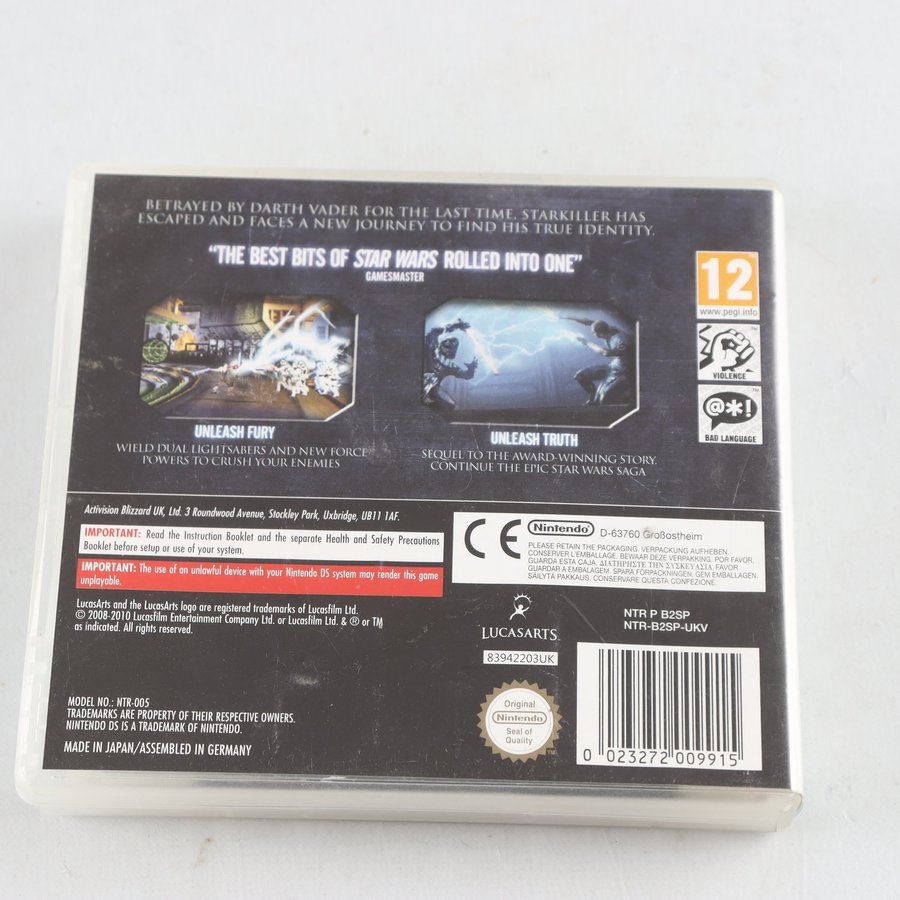 BETRAYED BY DARTH VADER FOR THE LAST TIME, STARKILLER HAS
ESCAPED AND FACES A NEW JOURNEY TO FIND HIS TRUE IDENTITY.
"THE BEST BITS OF STAR WARS ROLLED INTO ONE"
GAMESMASTER
12
www.pegi.info
VIOLENCE
@*!
BAD LANGUAGE
UNLEASH FURY
WIELD DUAL LIGHTSABERS AND NEW FORCE
POWERS TO CRUSH YOUR ENEMIES
UNLEASH TRUTH
SEQUEL TO THE AWARD-WINNING STORY.
CONTINUE THE EPIC STAR WARS SAGA
Activision Blizzard UK, Ltd. 3 Roundwood Avenue, Stockley Park, Uxbridge, UB11 1AF.
IMPORTANT: Read the Instruction Booklet and the separate Health and Safety Precautions
Booklet before setup or use of your system.
IMPORTANT: The use of an unlawful device with your Nintendo DS system may render this game
unplayable.
LucasArts and the LucasArts logo are registered trademarks of Lucasfilm Ltd.
© 2008-2010 Lucasfilm Entertainment Company Ltd. or Lucasfilm Ltd. & ® or TM
as indicated. All rights reserved.
MODEL NO.: NTR-005
TRADEMARKS ARE PROPERTY OF THEIR RESPECTIVE OWNERS.
NINTENDO DS IS A TRADEMARK OF NINTENDO.
MADE IN JAPAN/ASSEMBLED IN GERMANY
CE Nintendo D-63760 Großostheim
PLEASE RETAIN THE PACKAGING. VERPACKUNG AUFHEBEN.
CONSERVER L'EMBALLAGE. BEWAAR DEZE VERPAKKING. POR FAVOR,
GUARDA ESTA CAJA. ΔΙΑΤΗΡΗΣΤΕ ΤΗΝ ΣΥΣΚΕΥΑΣΙΑ. FAVOR
GUARDAR A EMBALAGEM. SPARA FÖRPACKNINGEN. GEM EMBALLAGEN.
SÄILYTÄ PAKKAUS. CONSERVARE QUESTA CONFEZIONE.
LUCASARTS
83942203UK
Original
Nintendo
Seal of
Quality
NTR P B2SP
NTR-B2SP-UKV
0 023272 009915